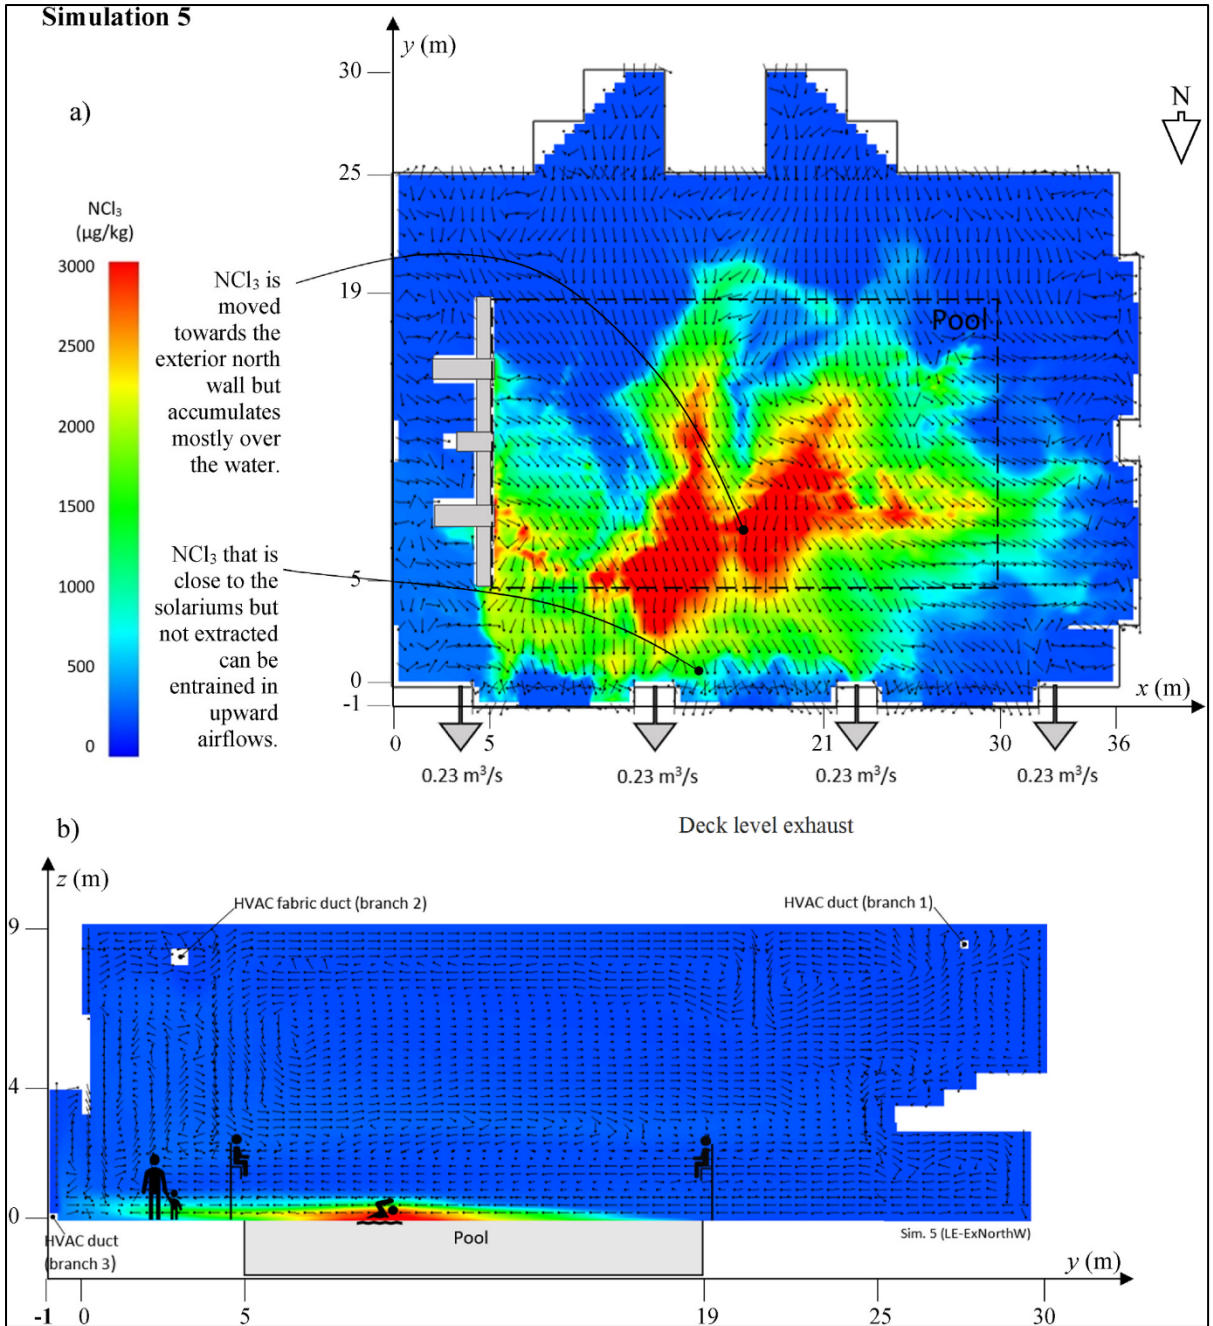 Simulation 5
a)
y (m)
N
30
25
19
5
0
-1
NCl₃
(µg/kg)
3000
2500
2000
1500
1000
500
0
NCl₃ is
moved
towards the
exterior north
wall but
accumulates
mostly over
the water.
NCl₃ that is
close to the
solariums but
not extracted
can be
entrained in
upward
airflows.
Pool
x (m)
0 5 21 30 36
0.23 m³/s 0.23 m³/s 0.23 m³/s 0.23 m³/s
Deck level exhaust
b)
z (m)
HVAC fabric duct (branch 2)
HVAC duct (branch 1)
9
4
0
HVAC duct
(branch 3)
Pool
Sim. 5 (LE-ExNorthW)
y (m)
-1 0 5 19 25 30